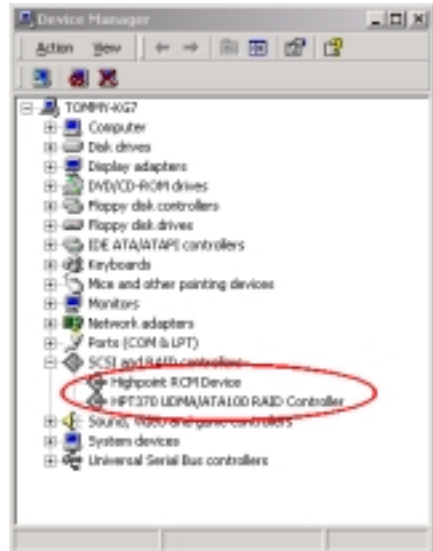 Device Manager
Action View
TOMMY-KG7
Computer
Disk drives
Display adapters
DVD/CD-ROM drives
Floppy disk controllers
Floppy disk drives
IDE ATA/ATAPI controllers
Keyboards
Mice and other pointing devices
Monitors
Network adapters
Ports (COM & LPT)
SCSI and RAID controllers
Highpoint RCM Device
HPT370 UDMA/ATA100 RAID Controller
Sound, video and game controllers
System devices
Universal Serial Bus controllers